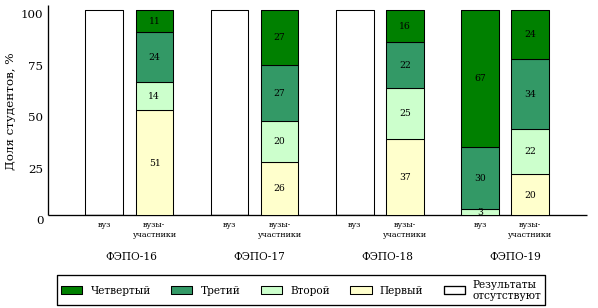 Доля студентов, %
100
75
50
25
0
11
24
14
51
27
27
20
26
16
22
25
37
67
30
3
24
34
22
20
вуз
вузы-
участники
вуз
вузы-
участники
вуз
вузы-
участники
вуз
вузы-
участники
ФЭПО-16
ФЭПО-17
ФЭПО-18
ФЭПО-19
Четвертый
Третий
Второй
Первый
Результаты
отсутствуют